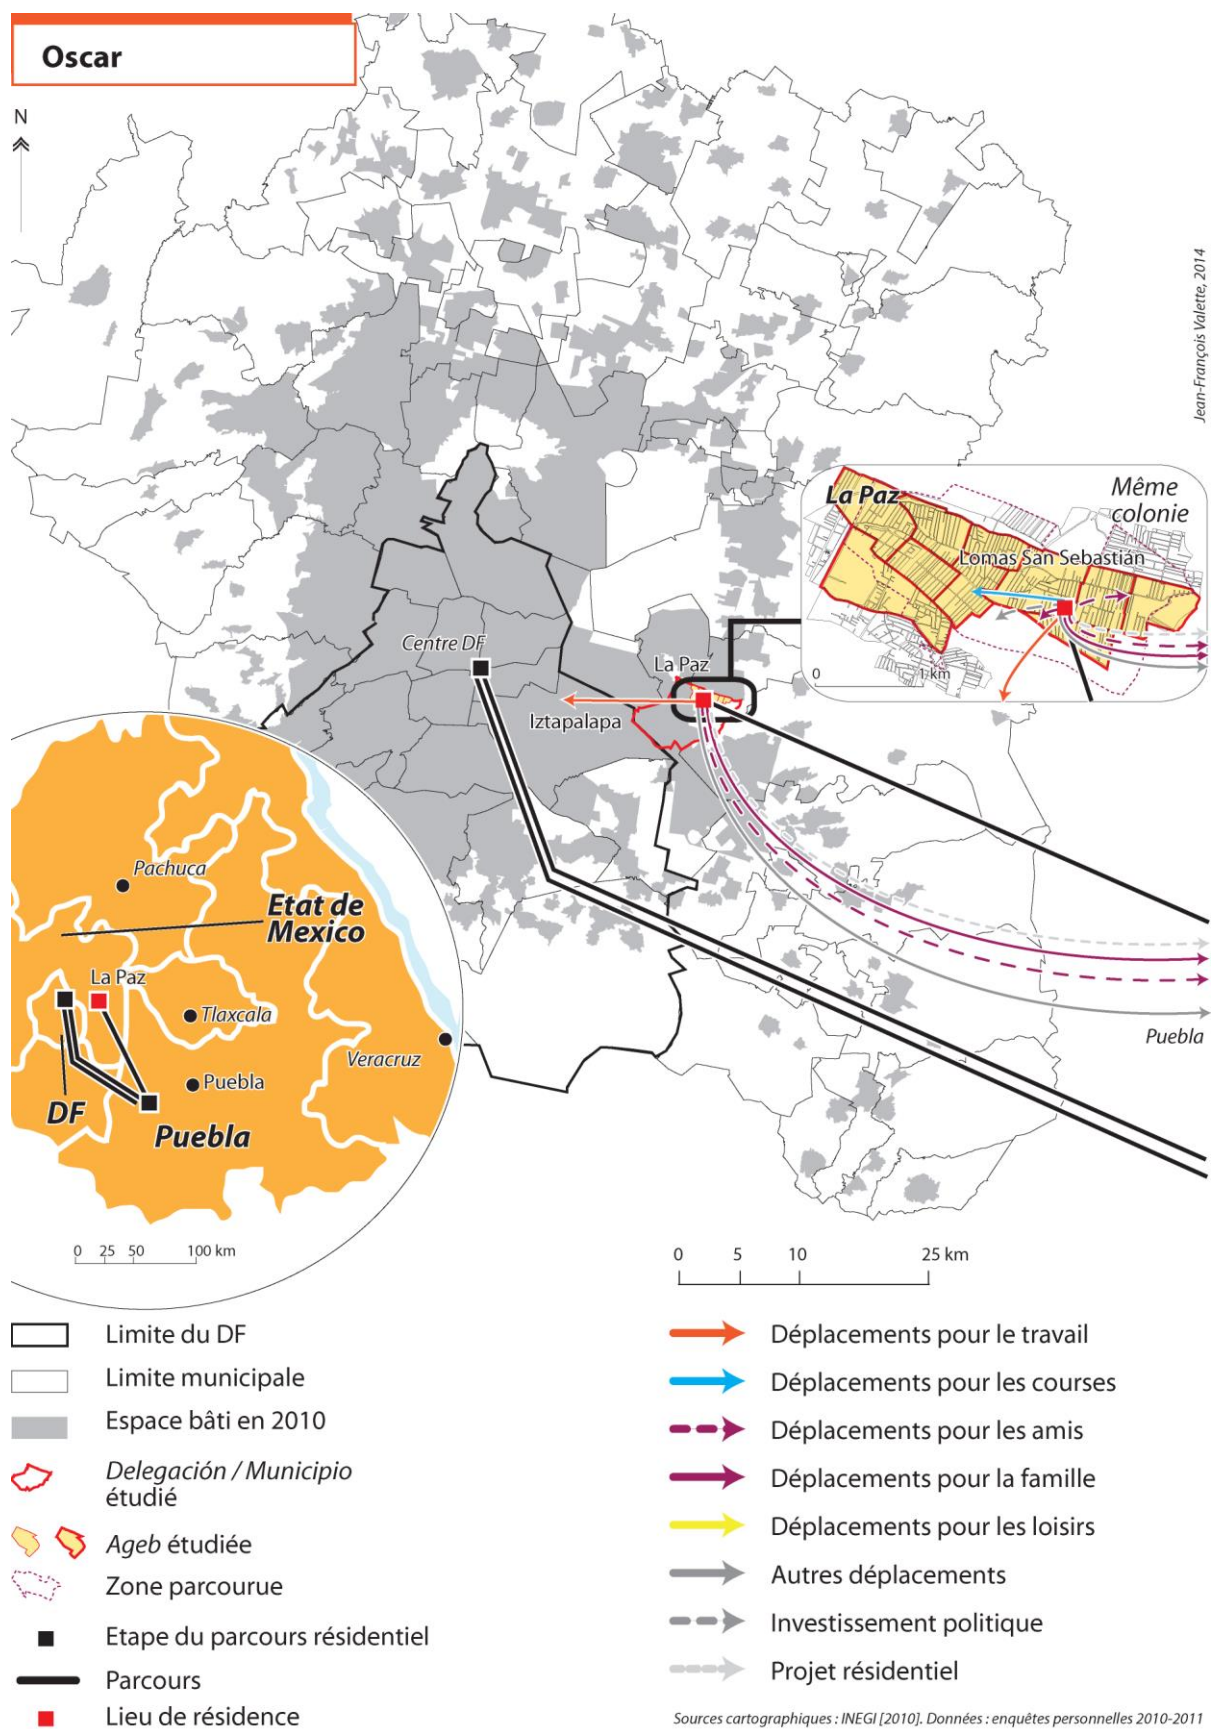 Oscar
N
Jean-François Valette, 2014
La Paz
Même
colonie
Lomas San Sebastián
0
1 km
Centre DF
La Paz
Iztapalapa
Pachuca
Etat de
Mexico
La Paz
Tlaxcala
Veracruz
Puebla
DF
Puebla
Puebla
0 25 50 100 km
0 5 10 25 km
Limite du DF
Limite municipale
Espace bâti en 2010
Delegación / Municipio
étudié
Ageb étudiée
Zone parcourue
Etape du parcours résidentiel
Parcours
Lieu de résidence
Déplacements pour le travail
Déplacements pour les courses
Déplacements pour les amis
Déplacements pour la famille
Déplacements pour les loisirs
Autres déplacements
Investissement politique
Projet résidentiel
Sources cartographiques : INEGI [2010]. Données : enquêtes personnelles 2010-2011